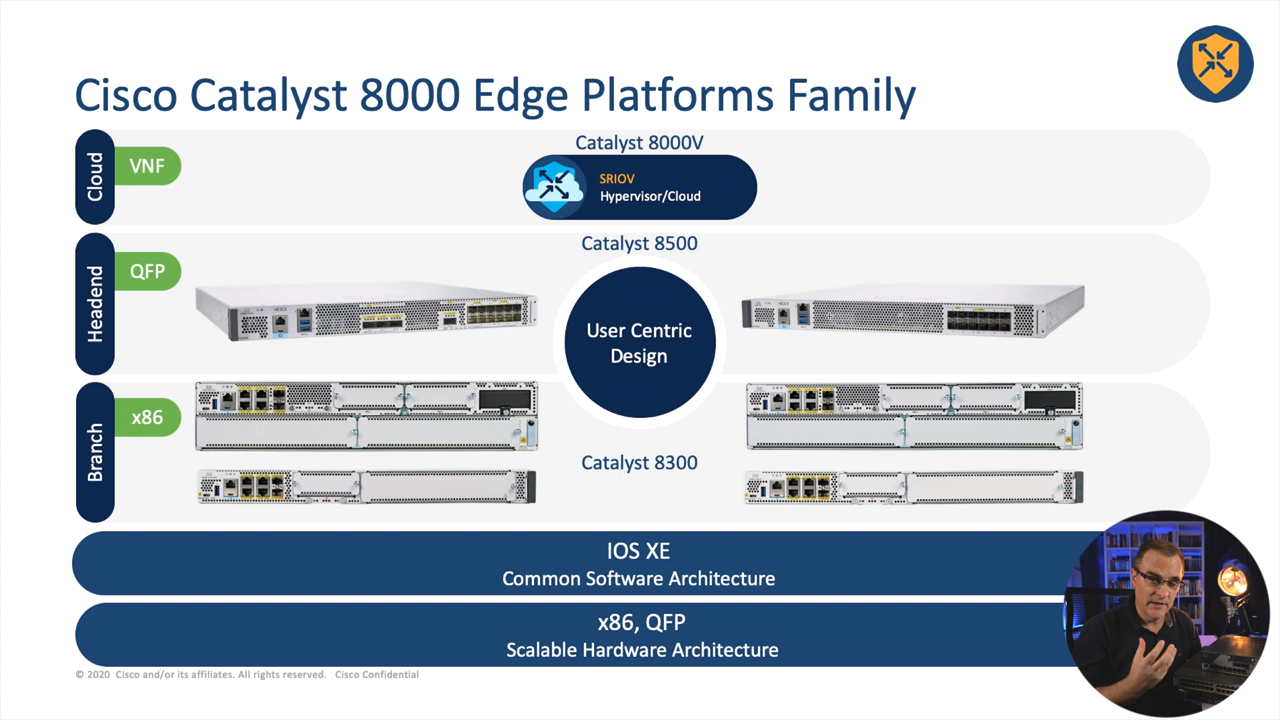 Cisco Catalyst 8000 Edge Platforms Family
Cloud
VNF
Catalyst 8000V
SRIOV
Hypervisor/Cloud
Headend
QFP
Catalyst 8500
User Centric
Design
Branch
x86
Catalyst 8300
IOS XE
Common Software Architecture
x86, QFP
Scalable Hardware Architecture
© 2020 Cisco and/or its affiliates. All rights reserved. Cisco Confidential